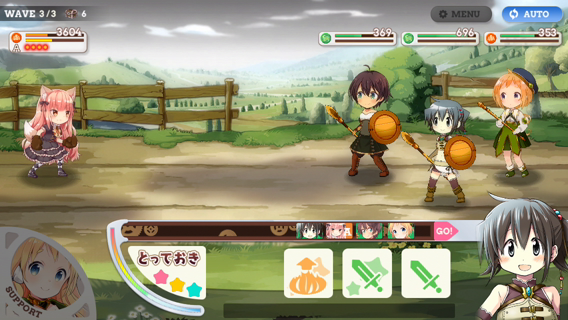 WAVE 3/3 6
MENU
AUTO
3604
A
369
696
353
GO!
とっておき
SUPPORT